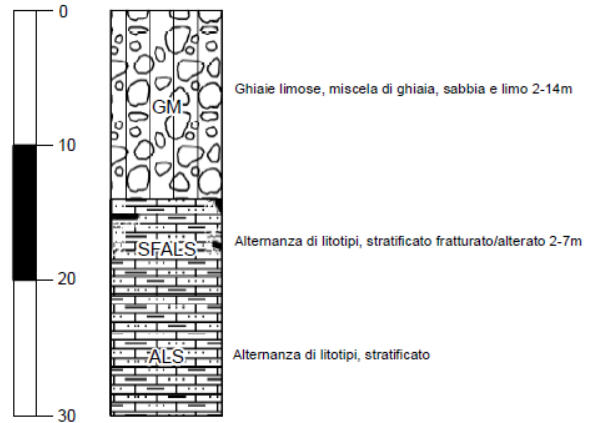 0
Ghiaie limose, miscela di ghiaia, sabbia e limo 2-14m
GM
10
Alternanza di litotipi, stratificato fratturato/alterato 2-7m
SFALS
20
ALS
Alternanza di litotipi, stratificato
30